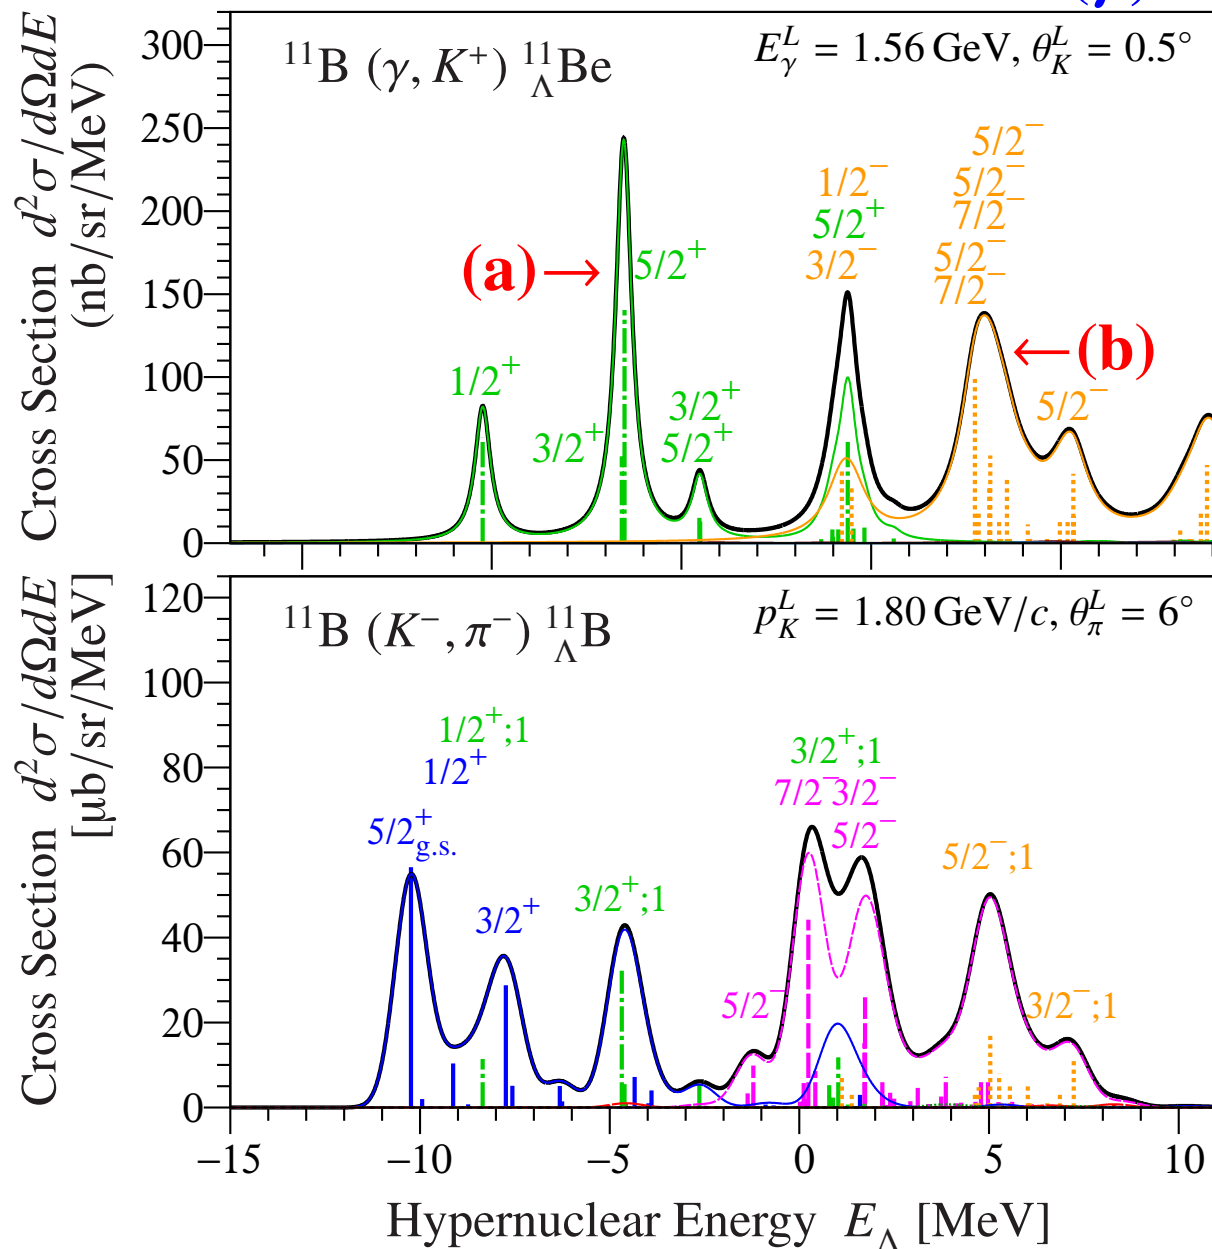 (γ)
300
250
200
150
100
50
0
Cross Section d²σ/dΩdE
(nb/sr/MeV)
¹¹B (γ, K⁺) ¹¹ΛBe
E_γ^L = 1.56 GeV, θ_K^L = 0.5°
(a) →
← (b)
1/2⁺
3/2⁺
5/2⁺
3/2⁺
5/2⁺
1/2⁻
5/2⁺
3/2⁻
5/2⁻
5/2⁻
7/2⁻
5/2⁻
7/2⁻
5/2⁻
120
100
80
60
40
20
0
Cross Section d²σ/dΩdE
[μb/sr/MeV]
¹¹B (K⁻, π⁻) ¹¹ΛB
p_K^L = 1.80 GeV/c, θ_π^L = 6°
1/2⁺;1
1/2⁺
5/2⁺g.s.
3/2⁺
3/2⁺;1
5/2⁻
3/2⁺;1
7/2⁻ 3/2⁻
5/2⁻
5/2⁻;1
3/2⁻;1
−15 −10 −5 0 5 10
Hypernuclear Energy E_Λ [MeV]